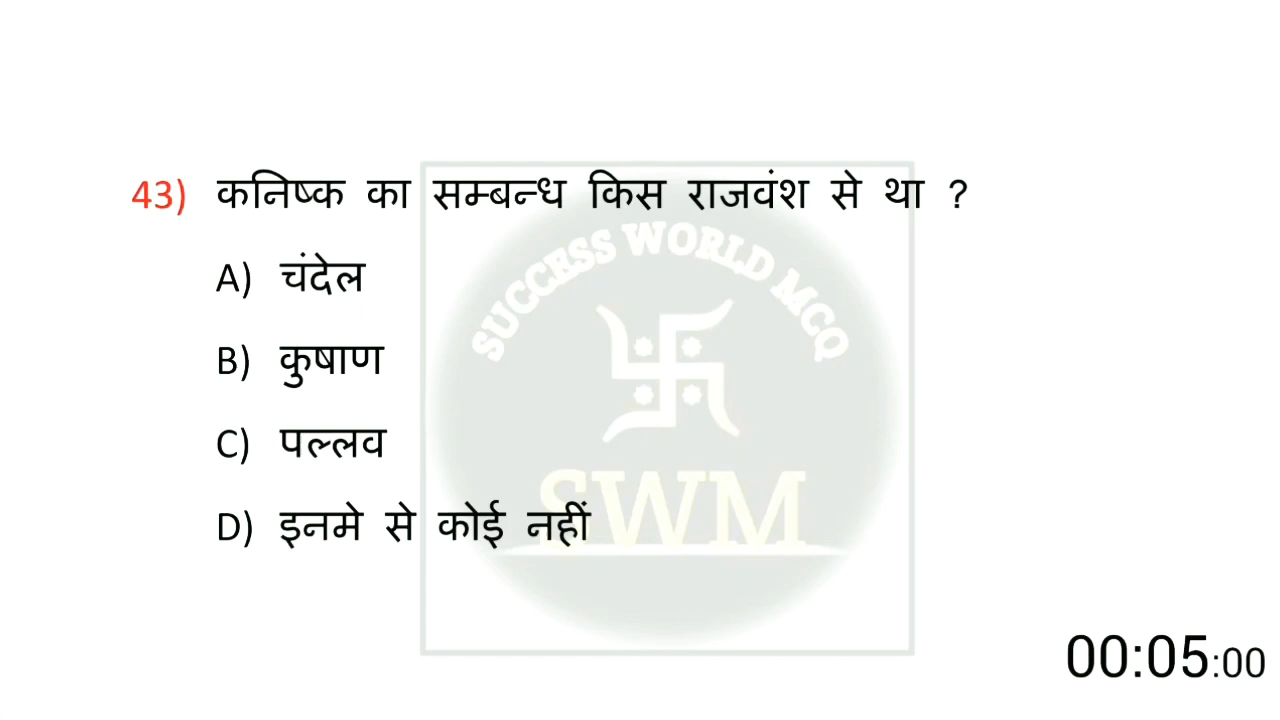 43) कनिष्क का सम्बन्ध किस राजवंश से था ?
SUCCESS WORLD MCQ
A) चंदेल
B) कुषाण
C) पल्लव
D) इनमे से कोई नहीं
SWM
00:05:00